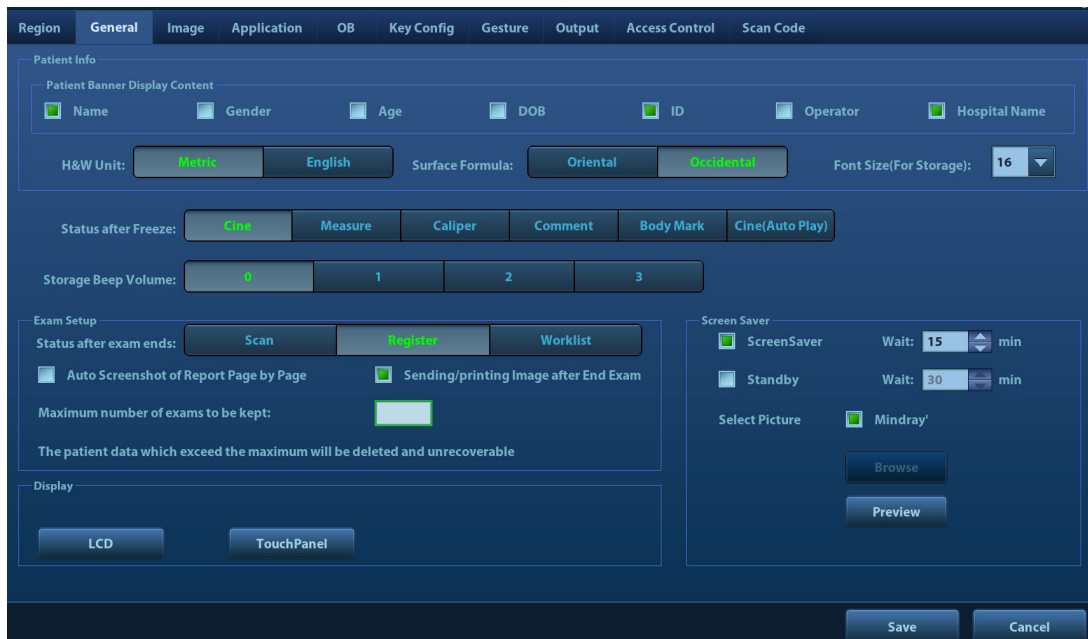 Region General Image Application OB Key Config Gesture Output Access Control Scan Code
Patient Info
Patient Banner Display Content
Name Gender Age DOB ID Operator Hospital Name
H&W Unit: Metric English Surface Formula: Oriental Occidental Font Size(For Storage): 16
Status after Freeze: Cine Measure Caliper Comment Body Mark Cine(Auto Play)
Storage Beep Volume: 0 1 2 3
Exam Setup
Status after exam ends: Scan Register Worklist
Auto Screenshot of Report Page by Page Sending/printing Image after End Exam
Maximum number of exams to be kept:
The patient data which exceed the maximum will be deleted and unrecoverable
Screen Saver
ScreenSaver Wait: 15 min
Standby Wait: 30 min
Select Picture Mindray'
Browse
Preview
Display
LCD TouchPanel
Save Cancel